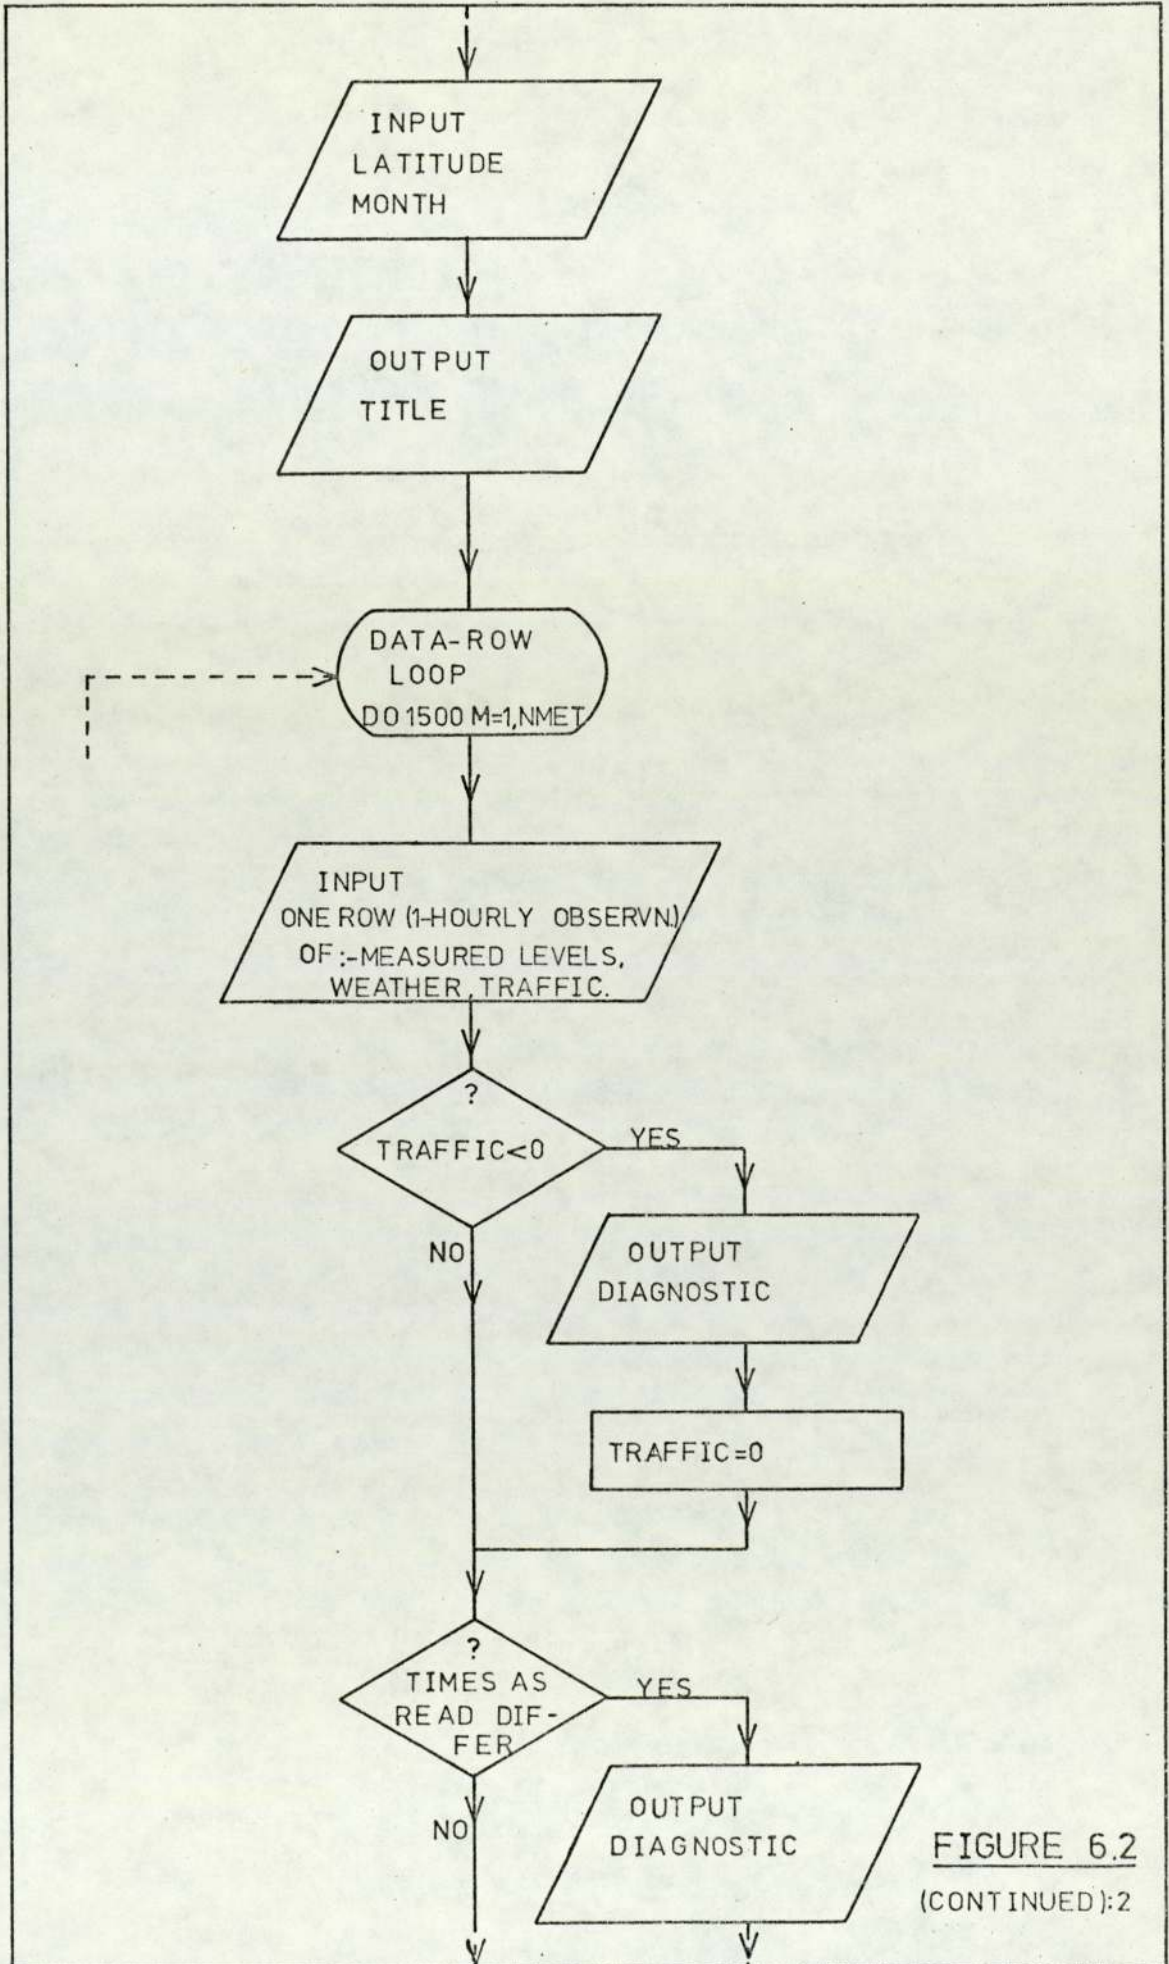 INPUT
LATITUDE
MONTH
OUTPUT
TITLE
DATA-ROW
LOOP
DO 1500 M=1,NMET
INPUT
ONE ROW (1-HOURLY OBSERVN.)
OF:-MEASURED LEVELS,
WEATHER, TRAFFIC.
?
TRAFFIC<0
YES
NO
OUTPUT
DIAGNOSTIC
TRAFFIC=0
?
TIMES AS
READ DIF-
FER
YES
NO
OUTPUT
DIAGNOSTIC
FIGURE 6.2
(CONTINUED):2